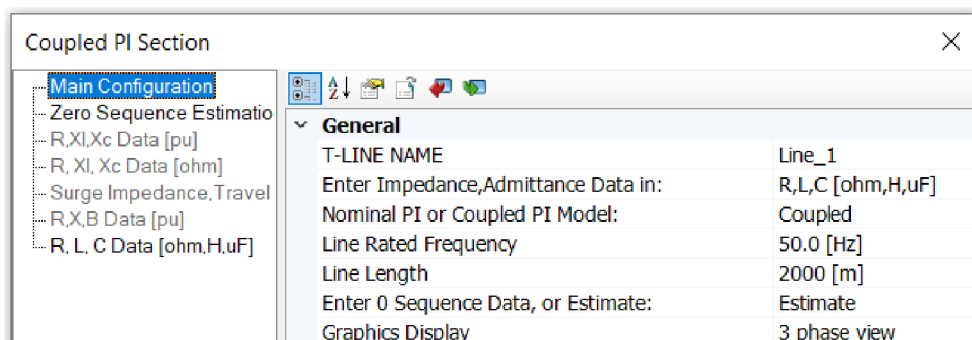 Coupled PI Section
Main Configuration
Zero Sequence Estimatio
R,Xl,Xc Data [pu]
R, Xl, Xc Data [ohm]
Surge Impedance,Travel
R,X,B Data [pu]
R, L, C Data [ohm,H,uF]
General
T-LINE NAME Line_1
Enter Impedance,Admittance Data in: R,L,C [ohm,H,uF]
Nominal PI or Coupled PI Model: Coupled
Line Rated Frequency 50.0 [Hz]
Line Length 2000 [m]
Enter 0 Sequence Data, or Estimate: Estimate
Graphics Display 3 phase view